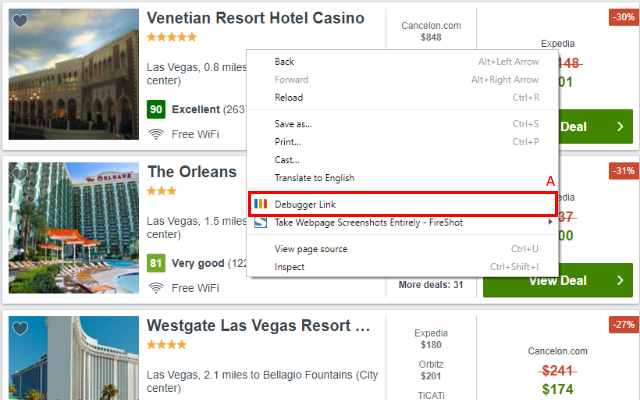 Venetian Resort Hotel Casino
Las Vegas, 0.8 miles
center)
90 Excellent (263
Free WiFi
Cancelon.com
$848
-30%
Expedia
148
01
Deal
Back Alt+Left Arrow
Forward Alt+Right Arrow
Reload Ctrl+R
Save as... Ctrl+S
Print... Ctrl+P
Cast...
Translate to English
A
Debugger Link
Take Webpage Screenshots Entirely - FireShot
View page source Ctrl+U
Inspect Ctrl+Shift+I
The Orleans
Las Vegas, 1.5 miles
center)
81 Very good (122
Free WiFi
More deals: 31
-31%
37
00
View Deal
Westgate Las Vegas Resort …
Las Vegas, 2.1 miles to Bellagio Fountains (City
center)
Expedia
$180
Orbitz
$201
TiCATi
-27%
Cancelon.com
$241
$174